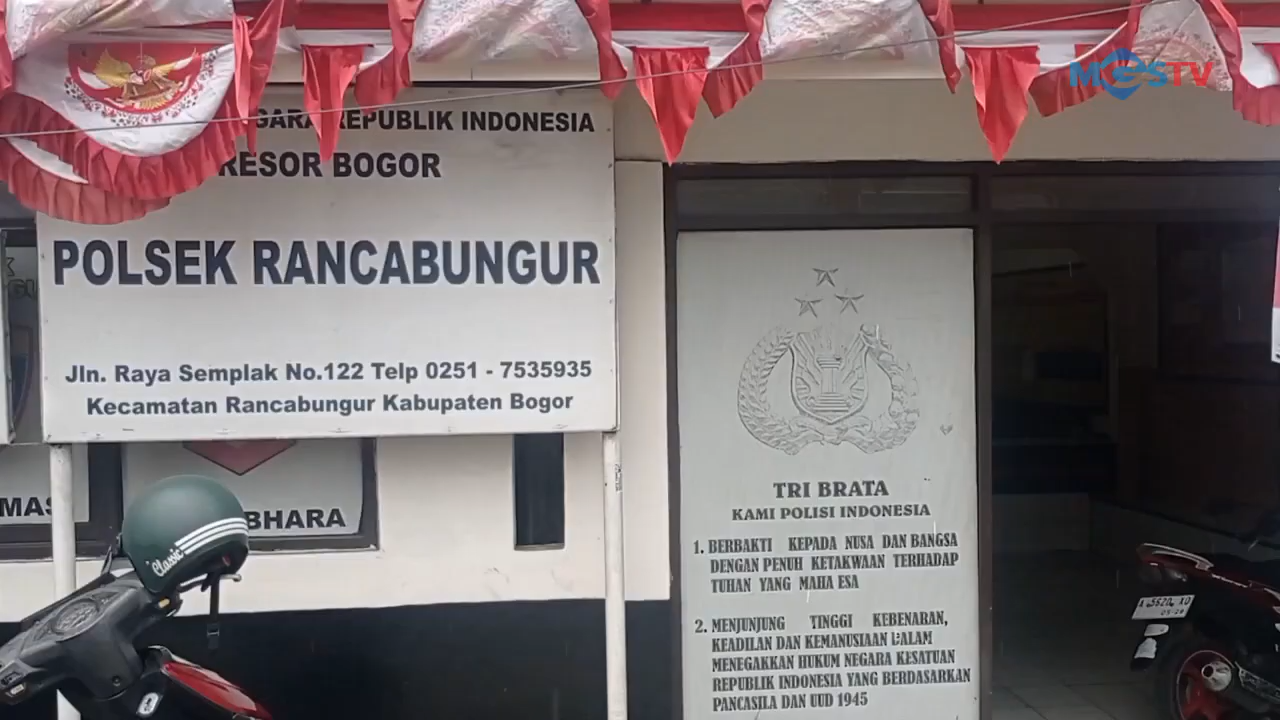 MGSTV
GARA REPUBLIK INDONESIA
RESOR BOGOR
POLSEK RANCABUNGUR
Jln. Raya Semplak No.122 Telp 0251 - 7535935
Kecamatan Rancabungur Kabupaten Bogor
MAS
BHARA
Classic
TRI BRATA
KAMI POLISI INDONESIA
1. BERBAKTI KEPADA NUSA DAN BANGSA
DENGAN PENUH KETAKWAAN TERHADAP
TUHAN YANG MAHA ESA
2. MENJUNJUNG TINGGI KEBENARAN,
KEADILAN DAN KEMANUSIAAN DALAM
MENEGAKKAN HUKUM NEGARA KESATUAN
REPUBLIK INDONESIA YANG BERDASARKAN
PANCASILA DAN UUD 1945